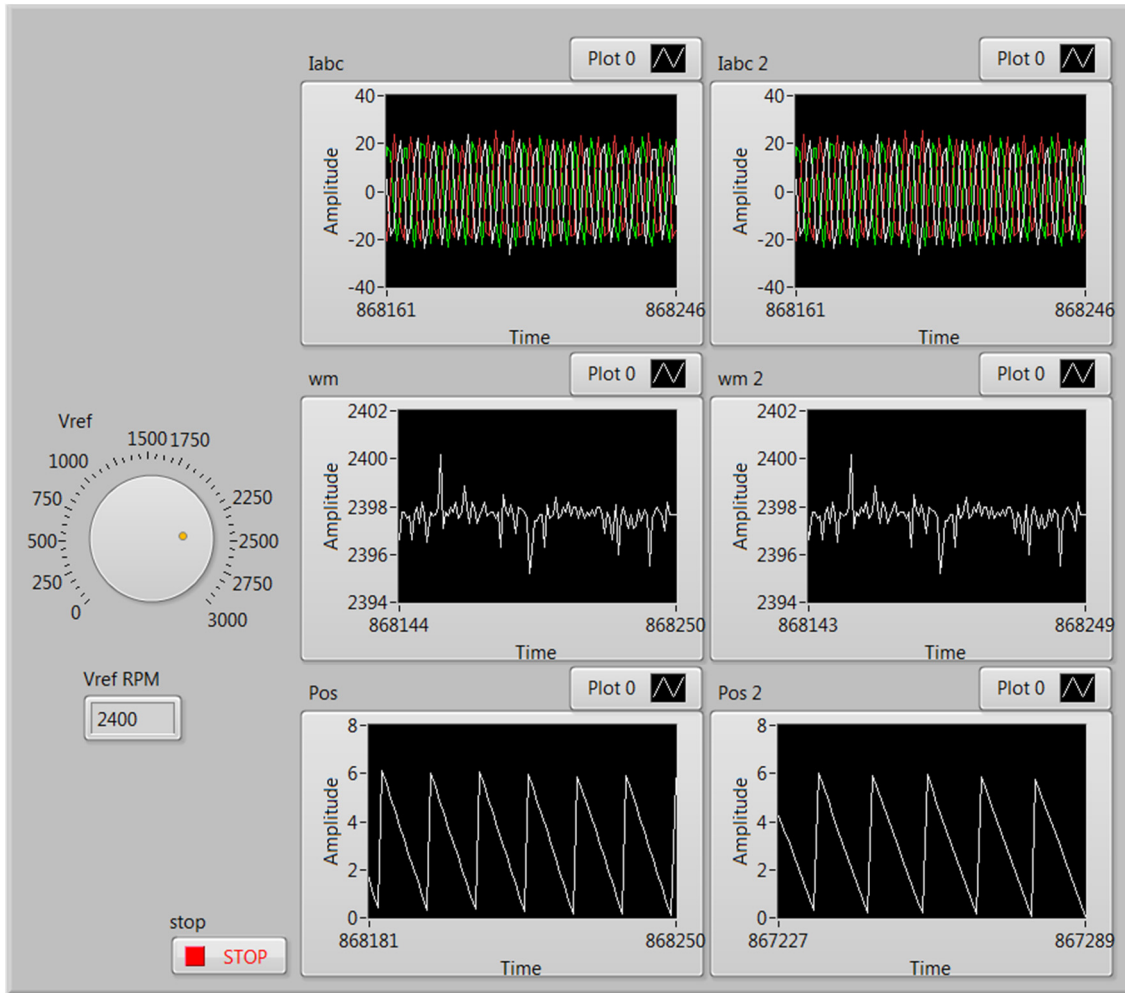 Iabc
Plot 0
Amplitude
40
20
0
-20
-40
868161
868246
Time
Iabc 2
Plot 0
Amplitude
40
20
0
-20
-40
868161
868246
Time
Vref
0
250
500
750
1000
1500
1750
2250
2500
2750
3000
Vref RPM
2400
wm
Plot 0
Amplitude
2402
2400
2398
2396
2394
868144
868250
Time
wm 2
Plot 0
Amplitude
2402
2400
2398
2396
2394
868143
868249
Time
Pos
Plot 0
Amplitude
8
6
4
2
0
868181
868250
Time
Pos 2
Plot 0
Amplitude
8
6
4
2
0
867227
867289
Time
stop
STOP